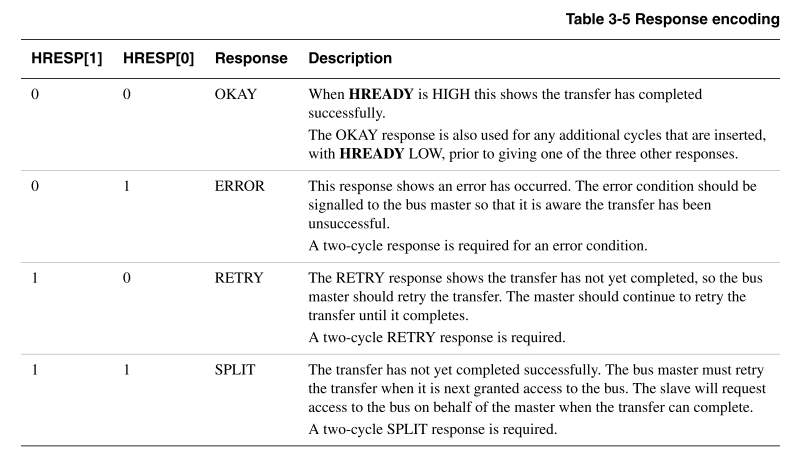 Table 3-5 Response encoding
HRESP[1] HRESP[0] Response Description
0 0 OKAY When HREADY is HIGH this shows the transfer has completed
successfully.
The OKAY response is also used for any additional cycles that are inserted,
with HREADY LOW, prior to giving one of the three other responses.
0 1 ERROR This response shows an error has occurred. The error condition should be
signalled to the bus master so that it is aware the transfer has been
unsuccessful.
A two-cycle response is required for an error condition.
1 0 RETRY The RETRY response shows the transfer has not yet completed, so the bus
master should retry the transfer. The master should continue to retry the
transfer until it completes.
A two-cycle RETRY response is required.
1 1 SPLIT The transfer has not yet completed successfully. The bus master must retry
the transfer when it is next granted access to the bus. The slave will request
access to the bus on behalf of the master when the transfer can complete.
A two-cycle SPLIT response is required.